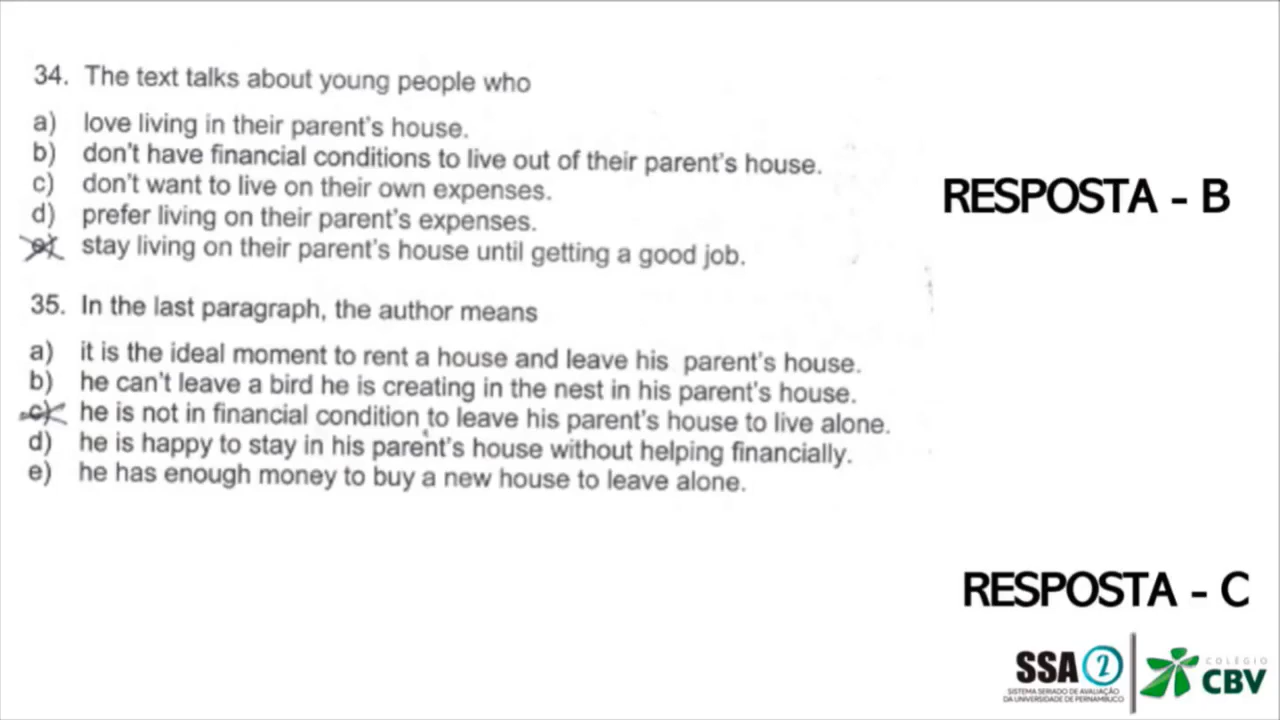 34. The text talks about young people who
a) love living in their parent's house.
b) don't have financial conditions to live out of their parent's house.
c) don't want to live on their own expenses.
d) prefer living on their parent's expenses.
e) stay living on their parent's house until getting a good job.
RESPOSTA - B
35. In the last paragraph, the author means
a) it is the ideal moment to rent a house and leave his parent's house.
b) he can't leave a bird he is creating in the nest in his parent's house.
c) he is not in financial condition to leave his parent's house to live alone.
d) he is happy to stay in his parent's house without helping financially.
e) he has enough money to buy a new house to leave alone.
RESPOSTA - C
SSA 2
SISTEMA SERIADO DE AVALIAÇÃO
DA UNIVERSIDADE DE PERNAMBUCO
COLÉGIO
CBV